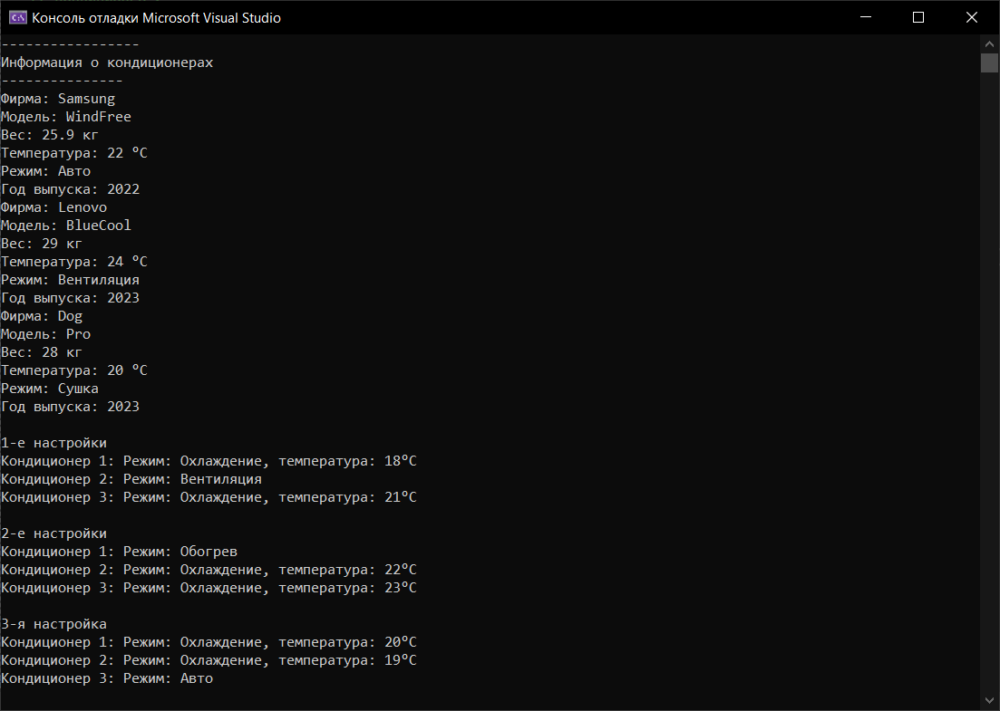 Консоль отладки Microsoft Visual Studio
-----------------
Информация о кондиционерах
---------------
Фирма: Samsung
Модель: WindFree
Вес: 25.9 кг
Температура: 22 °C
Режим: Авто
Год выпуска: 2022
Фирма: Lenovo
Модель: BlueCool
Вес: 29 кг
Температура: 24 °C
Режим: Вентиляция
Год выпуска: 2023
Фирма: Dog
Модель: Pro
Вес: 28 кг
Температура: 20 °C
Режим: Сушка
Год выпуска: 2023
1-е настройки
Кондиционер 1: Режим: Охлаждение, температура: 18°C
Кондиционер 2: Режим: Вентиляция
Кондиционер 3: Режим: Охлаждение, температура: 21°C
2-е настройки
Кондиционер 1: Режим: Обогрев
Кондиционер 2: Режим: Охлаждение, температура: 22°C
Кондиционер 3: Режим: Охлаждение, температура: 23°C
3-я настройка
Кондиционер 1: Режим: Охлаждение, температура: 20°C
Кондиционер 2: Режим: Охлаждение, температура: 19°C
Кондиционер 3: Режим: Авто